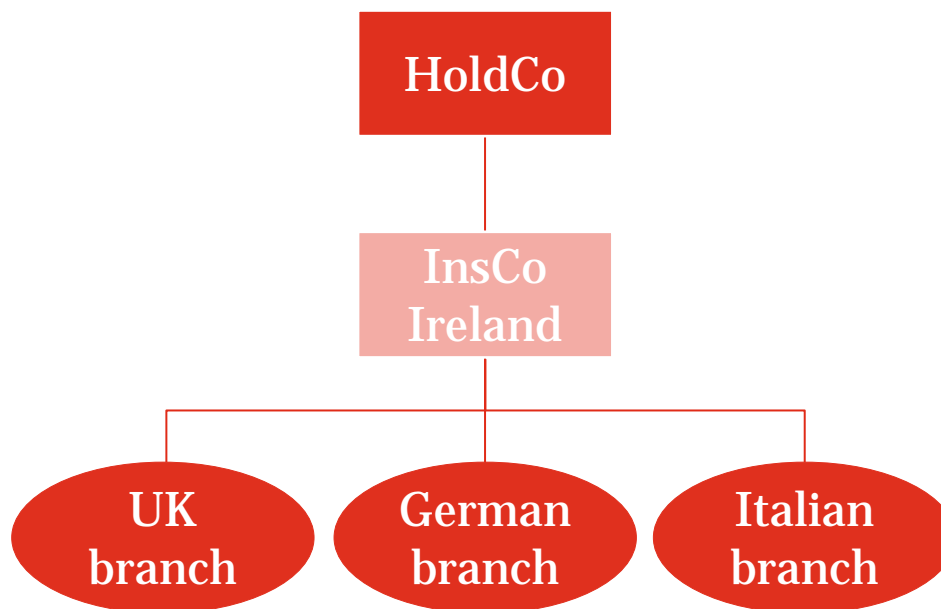 HoldCo
InsCo
Ireland
UK
branch
German
branch
Italian
branch